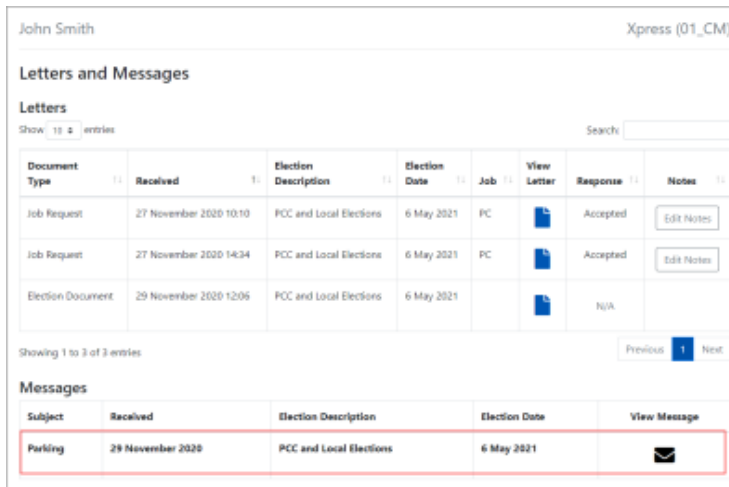 John Smith Xpress (01_CM)
Letters and Messages
Letters
Show 10 entries Search:
Document Type Received Election Description Election Date Job View Letter Response Notes
Job Request 27 November 2020 10:10 PCC and Local Elections 6 May 2021 PC Accepted Edit Notes
Job Request 27 November 2020 14:34 PCC and Local Elections 6 May 2021 PC Accepted Edit Notes
Election Document 29 November 2020 12:06 PCC and Local Elections 6 May 2021 N/A
Showing 1 to 3 of 3 entries Previous 1 Next
Messages
Subject Received Election Description Election Date View Message
Parking 29 November 2020 PCC and Local Elections 6 May 2021